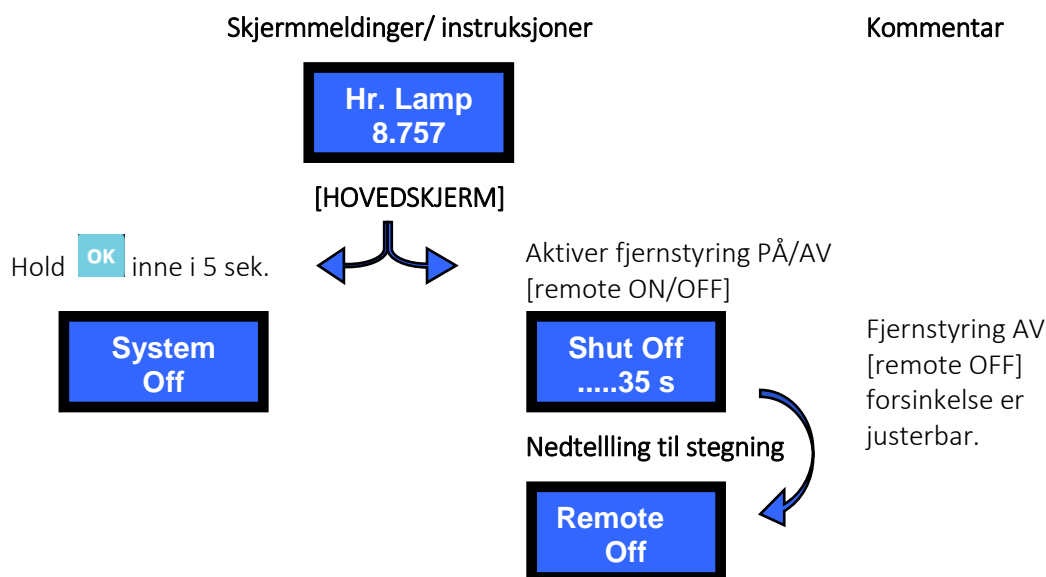 Skjermmeldinger/ instruksjoner
Kommentar
Hr. Lamp
8.757
[HOVEDSKJERM]
Hold OK inne i 5 sek.
Aktiver fjernstyring PÅ/AV
[remote ON/OFF]
System
Off
Shut Off
.....35 s
Fjernstyring AV
[remote OFF]
forsinkelse er
justerbar.
Nedtellling til stegning
Remote
Off